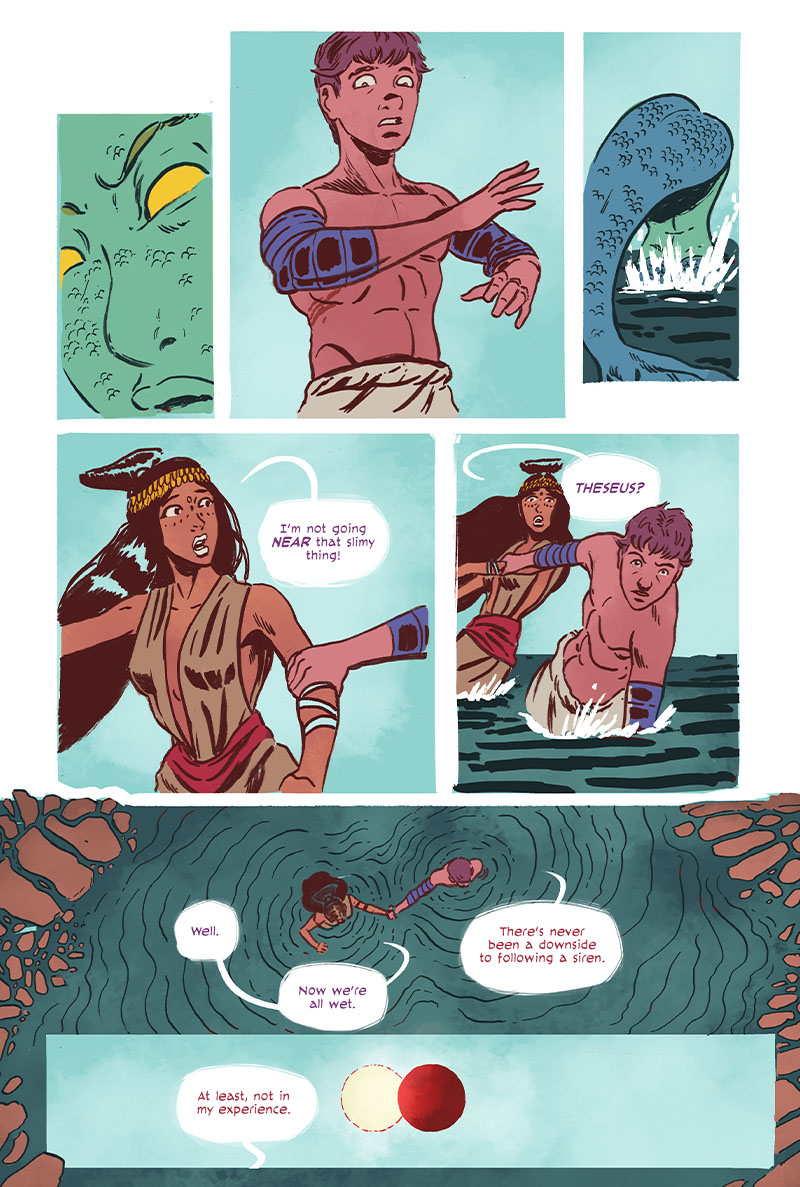 I'm not going
NEAR that slimy
thing!
THESEUS?
Well.
Now we're
all wet.
There's never
been a downside
to following a siren.
At least, not in
my experience.